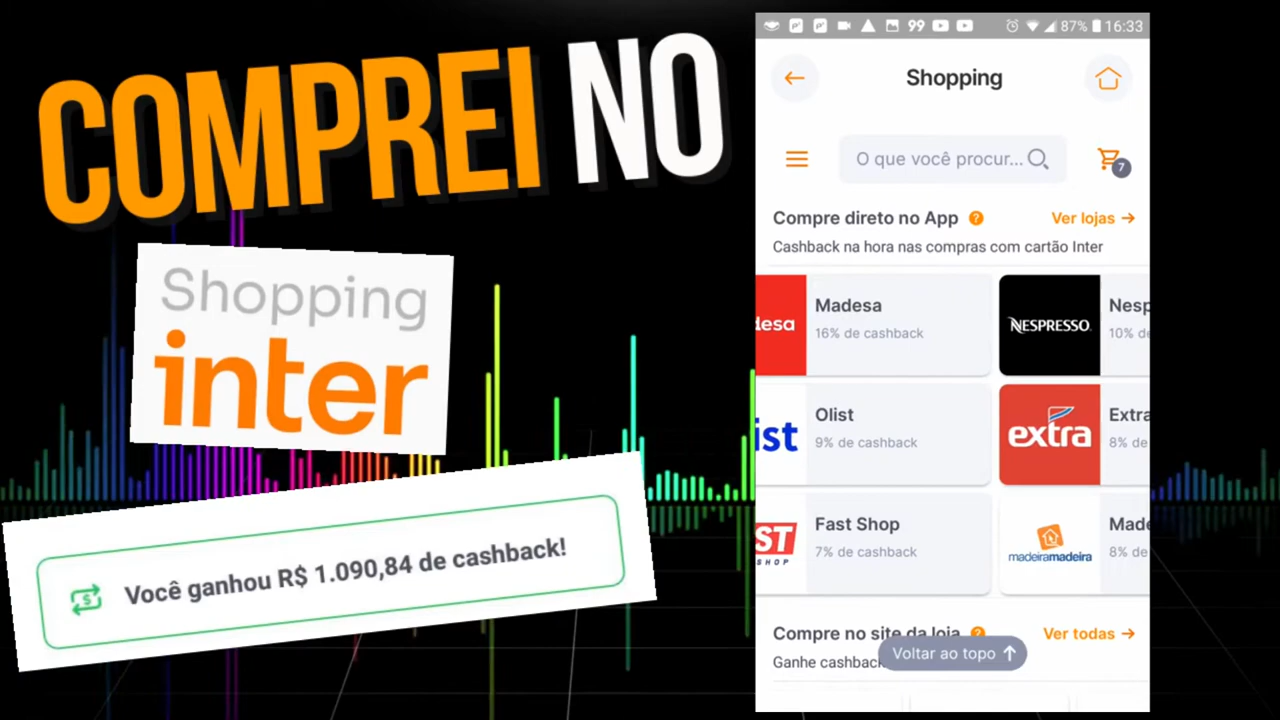 COMPREI NO
Shopping
inter
Você ganhou R$ 1.090,84 de cashback!
99 87% 16:33
Shopping
O que você procur...
7
Compre direto no App ?
Ver lojas →
Cashback na hora nas compras com cartão Inter
desa
Madesa
16% de cashback
NESPRESSO
Nesp
10% de
ist
Olist
9% de cashback
extra
Extra
8% de
ST
SHOP
Fast Shop
7% de cashback
madeiramadeira
Made
8% de
Compre no site da loja ?
Ver todas →
Ganhe cashback
Voltar ao topo ↑